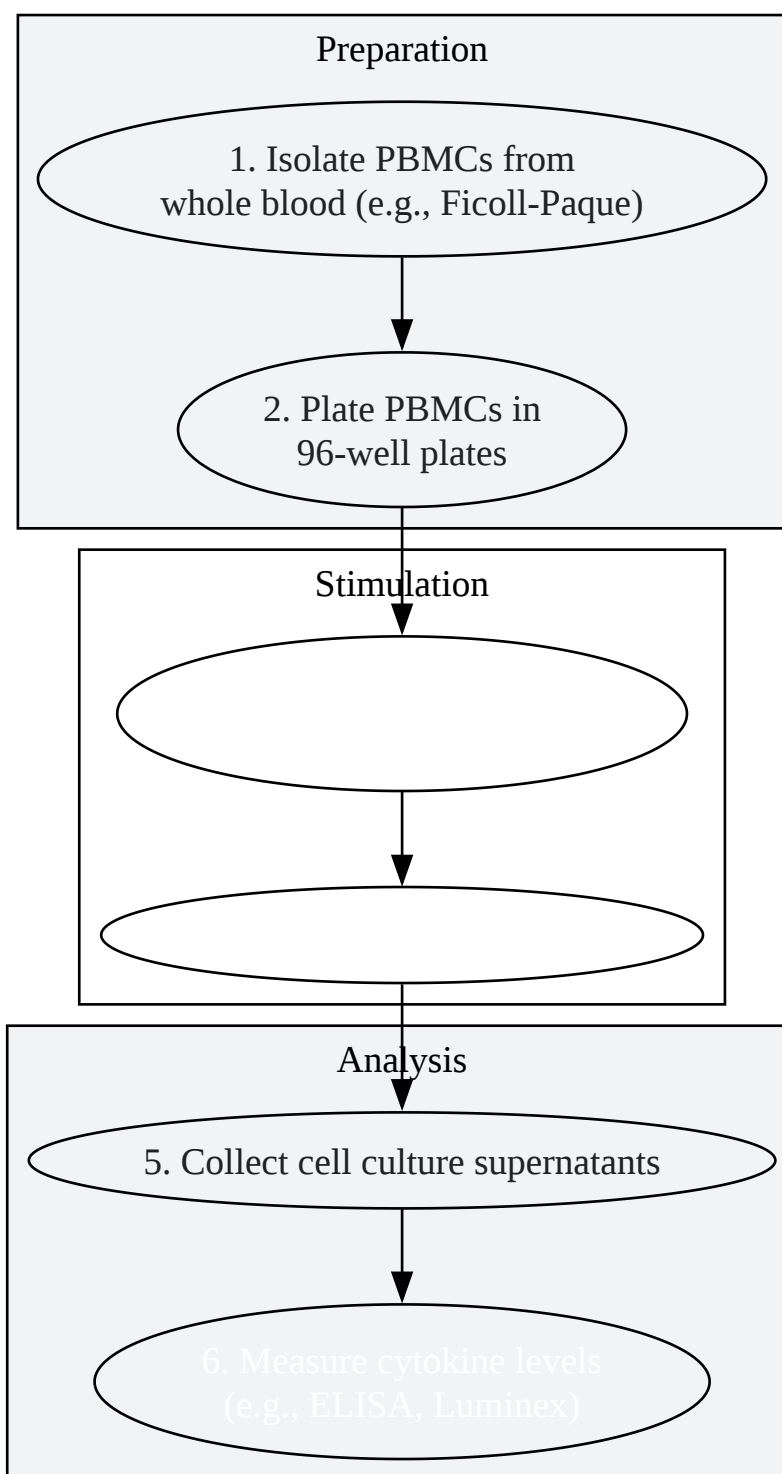 Preparation
1. Isolate PBMCs from
whole blood (e.g., Ficoll-Paque)
2. Plate PBMCs in
96-well plates
Stimulation
Analysis
5. Collect cell culture supernatants
6. Measure cytokine levels
(e.g., ELISA, Luminex)